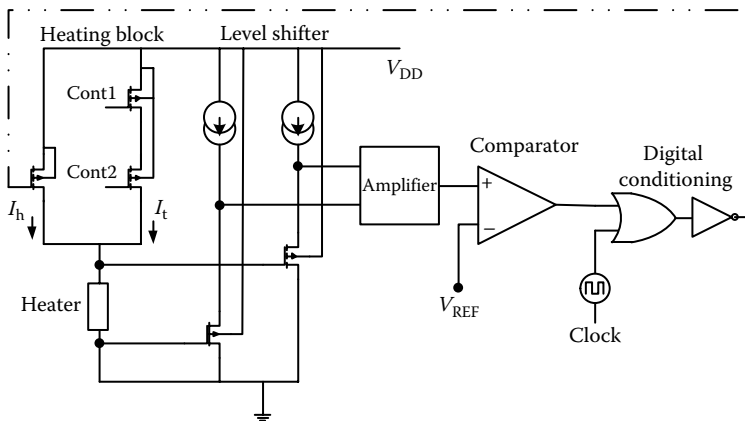 Heating block
Level shifter
V_DD
Cont1
Cont2
Comparator
Digital
conditioning
Amplifier
+
−
I_h
I_t
Heater
V_REF
Clock